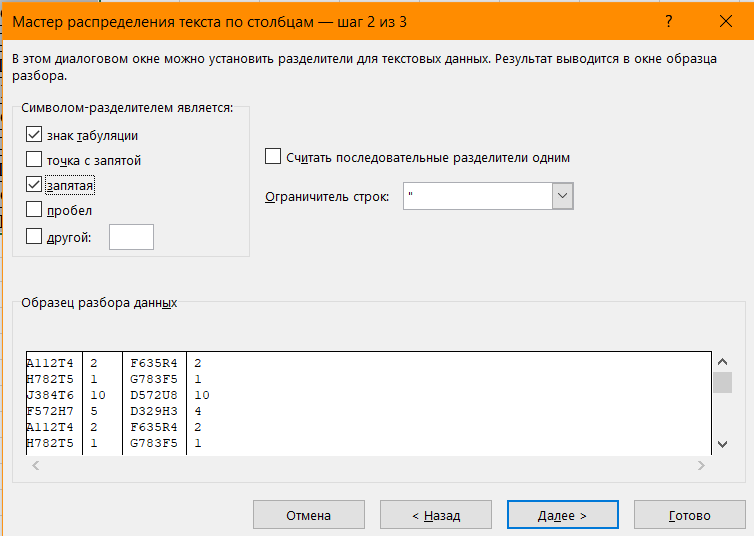 Мастер распределения текста по столбцам — шаг 2 из 3
?
В этом диалоговом окне можно установить разделители для текстовых данных. Результат выводится в окне образца
разбора.
Символом-разделителем является:
знак табуляции
точка с запятой
запятая
пробел
другой:
Считать последовательные разделители одним
Ограничитель строк: "
Образец разбора данных
A112T4 2 F635R4 2
H782T5 1 G783F5 1
J384T6 10 D572U8 10
F572H7 5 D329H3 4
A112T4 2 F635R4 2
H782T5 1 G783F5 1
Отмена < Назад Далее > Готово